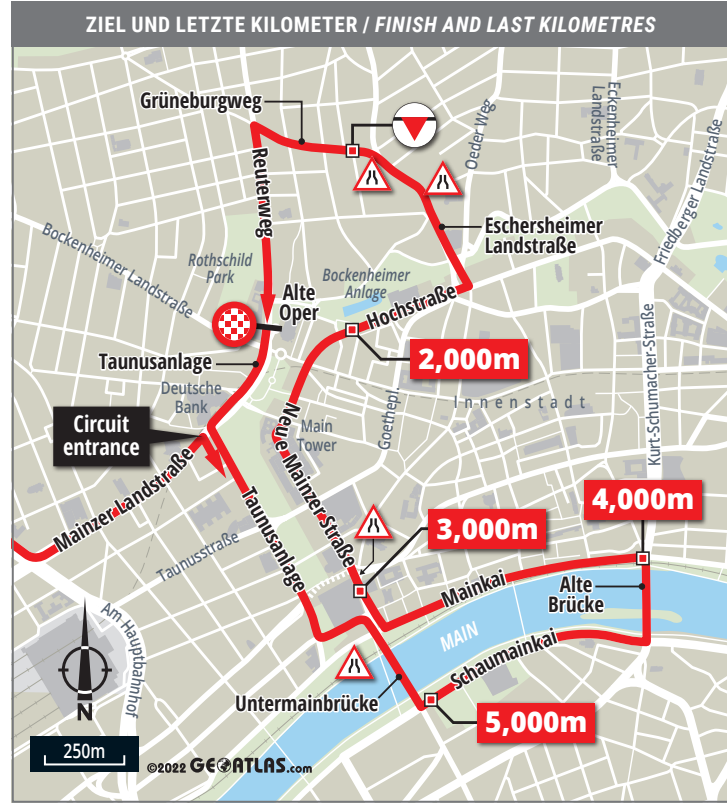 ZIEL UND LETZTE KILOMETER / FINISH AND LAST KILOMETRES
Grüneburgweg
Oeder Weg
Eckenheimer
Landstraße
Friedberger Landstraße
Reuterweg
Eschersheimer
Landstraße
Bockenheimer Landstraße
Rothschild
Park
Bockenheimer
Anlage
Alte
Oper
Hochstraße
2,000m
Kurt-Schumacher-Straße
Taunusanlage
Deutsche
Bank
Innenstadt
Goethepl.
Circuit
entrance
Main
Tower
Neue Mainzer Straße
Mainzer Landstraße
Taunusanlage
Taunusstraße
4,000m
3,000m
Mainkai
Alte
Brücke
Am Hauptbahnhof
MAIN
Schaumainkai
Untermainbrücke
5,000m
N
250m
©2022 GEOATLAS.com